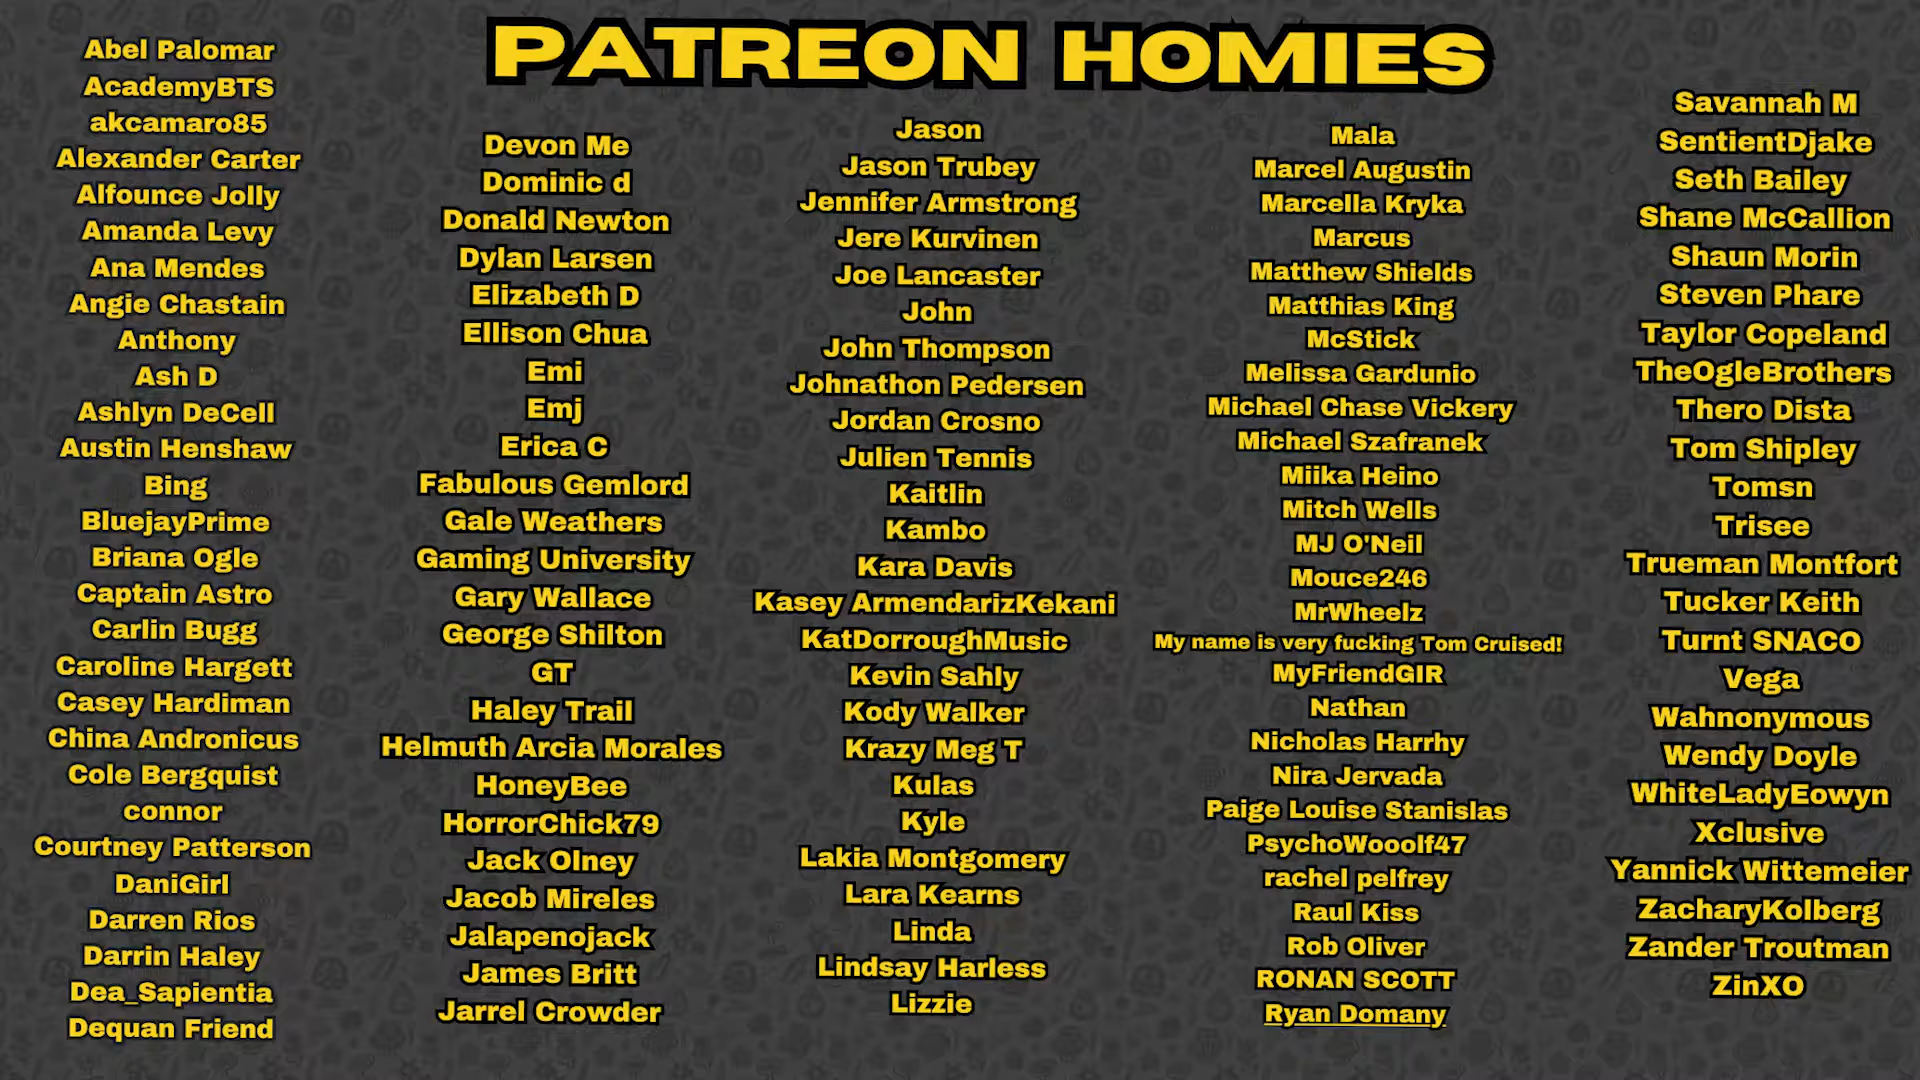 PATREON HOMIES
Abel Palomar
AcademyBTS
akcamaro85
Alexander Carter
Alfounce Jolly
Amanda Levy
Ana Mendes
Angie Chastain
Anthony
Ash D
Ashlyn DeCell
Austin Henshaw
Bing
BluejayPrime
Briana Ogle
Captain Astro
Carlin Bugg
Caroline Hargett
Casey Hardiman
China Andronicus
Cole Bergquist
connor
Courtney Patterson
DaniGirl
Darren Rios
Darrin Haley
Dea_Sapientia
Dequan Friend
Devon Me
Dominic d
Donald Newton
Dylan Larsen
Elizabeth D
Ellison Chua
Emi
Emj
Erica C
Fabulous Gemlord
Gale Weathers
Gaming University
Gary Wallace
George Shilton
GT
Haley Trail
Helmuth Arcia Morales
HoneyBee
HorrorChick79
Jack Olney
Jacob Mireles
Jalapenojack
James Britt
Jarrel Crowder
Jason
Jason Trubey
Jennifer Armstrong
Jere Kurvinen
Joe Lancaster
John
John Thompson
Johnathon Pedersen
Jordan Crosno
Julien Tennis
Kaitlin
Kambo
Kara Davis
Kasey ArmendarizKekani
KatDorroughMusic
Kevin Sahly
Kody Walker
Krazy Meg T
Kulas
Kyle
Lakia Montgomery
Lara Kearns
Linda
Lindsay Harless
Lizzie
Mala
Marcel Augustin
Marcella Kryka
Marcus
Matthew Shields
Matthias King
McStick
Melissa Gardunio
Michael Chase Vickery
Michael Szafranek
Miika Heino
Mitch Wells
MJ O'Neil
Mouce246
MrWheelz
My name is very fucking Tom Cruised!
MyFriendGIR
Nathan
Nicholas Harrhy
Nira Jervada
Paige Louise Stanislas
PsychoWooolf47
rachel pelfrey
Raul Kiss
Rob Oliver
RONAN SCOTT
Ryan Domany
Savannah M
SentientDjake
Seth Bailey
Shane McCallion
Shaun Morin
Steven Phare
Taylor Copeland
TheOgleBrothers
Thero Dista
Tom Shipley
Tomsn
Trisee
Trueman Montfort
Tucker Keith
Turnt SNACO
Vega
Wahnonymous
Wendy Doyle
WhiteLadyEowyn
Xclusive
Yannick Wittemeier
ZacharyKolberg
Zander Troutman
ZinXO